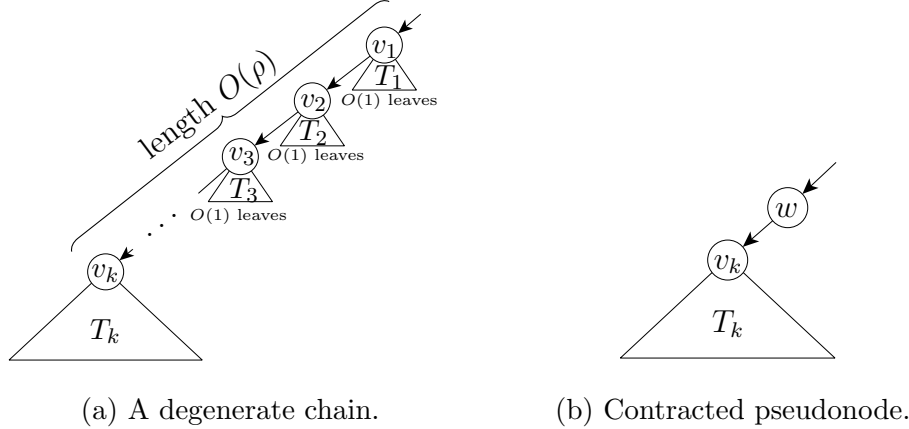 length O(ρ)
v₁
T₁
O(1) leaves
v₂
T₂
O(1) leaves
v₃
T₃
O(1) leaves
...
vₖ
Tₖ
w
vₖ
Tₖ
(a) A degenerate chain.
(b) Contracted pseudonode.